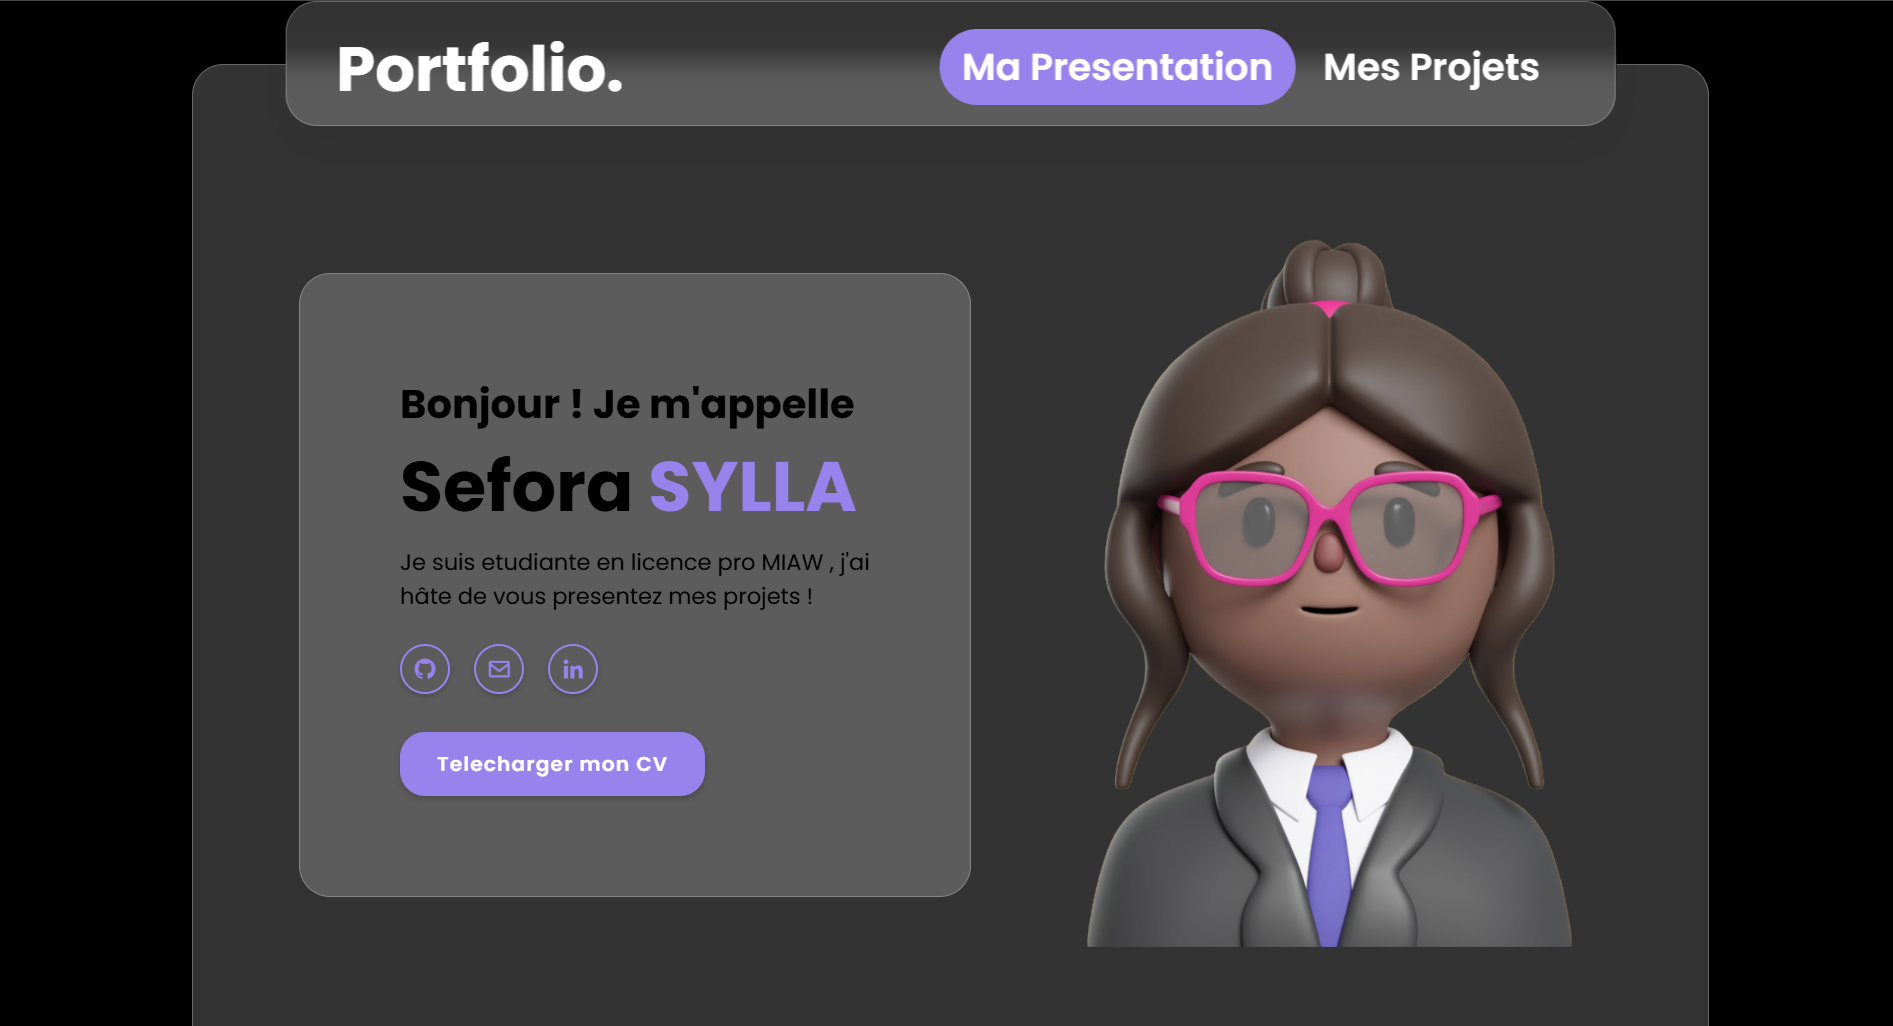 Portfolio.
Ma Presentation
Mes Projets
Bonjour ! Je m'appelle
Sefora SYLLA
Je suis etudiante en licence pro MIAW , j'ai
hâte de vous presentez mes projets !
in
Telecharger mon CV